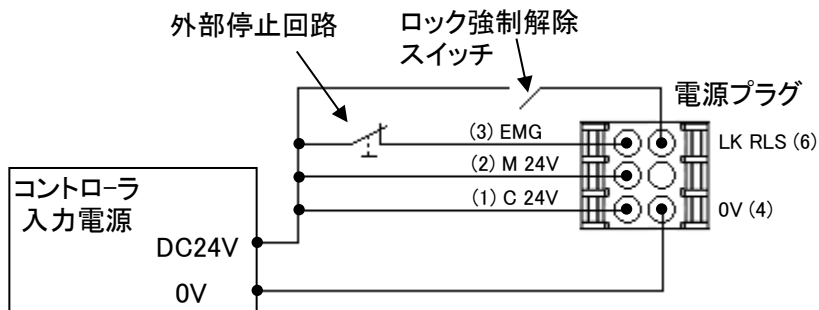 外部停止回路
ロック強制解除
スイッチ
電源プラグ
(3) EMG
LK RLS (6)
(2) M 24V
(1) C 24V
0V (4)
コントローラ
入力電源
DC24V
0V